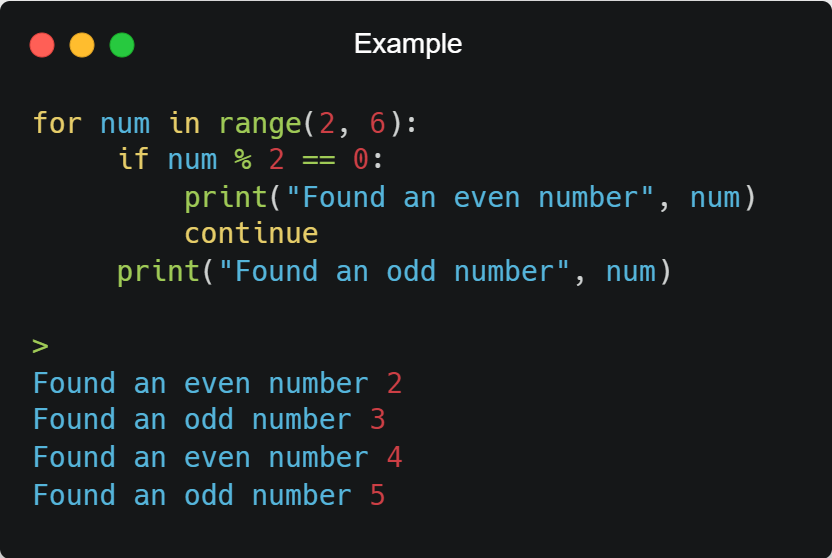 Example
for num in range(2, 6):
     if num % 2 == 0:
         print("Found an even number", num)
         continue
     print("Found an odd number", num)
>
Found an even number 2
Found an odd number 3
Found an even number 4
Found an odd number 5